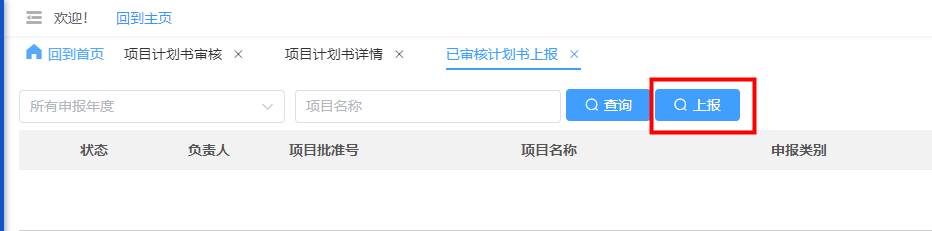 欢迎! 回到主页
回到首页 项目计划书审核 × 项目计划书详情 × 已审核计划书上报 ×
所有申报年度 项目名称 查询 上报
状态 负责人 项目批准号 项目名称 申报类别